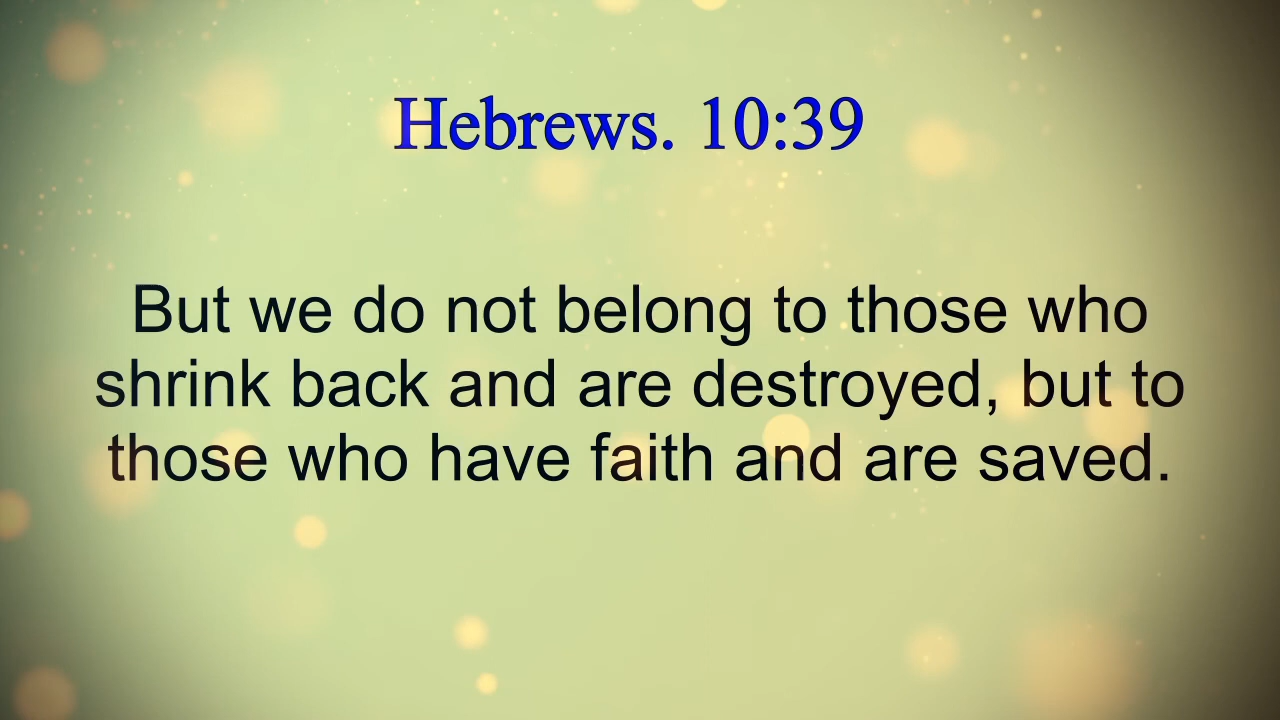 Hebrews. 10:39
But we do not belong to those who
shrink back and are destroyed, but to
those who have faith and are saved.